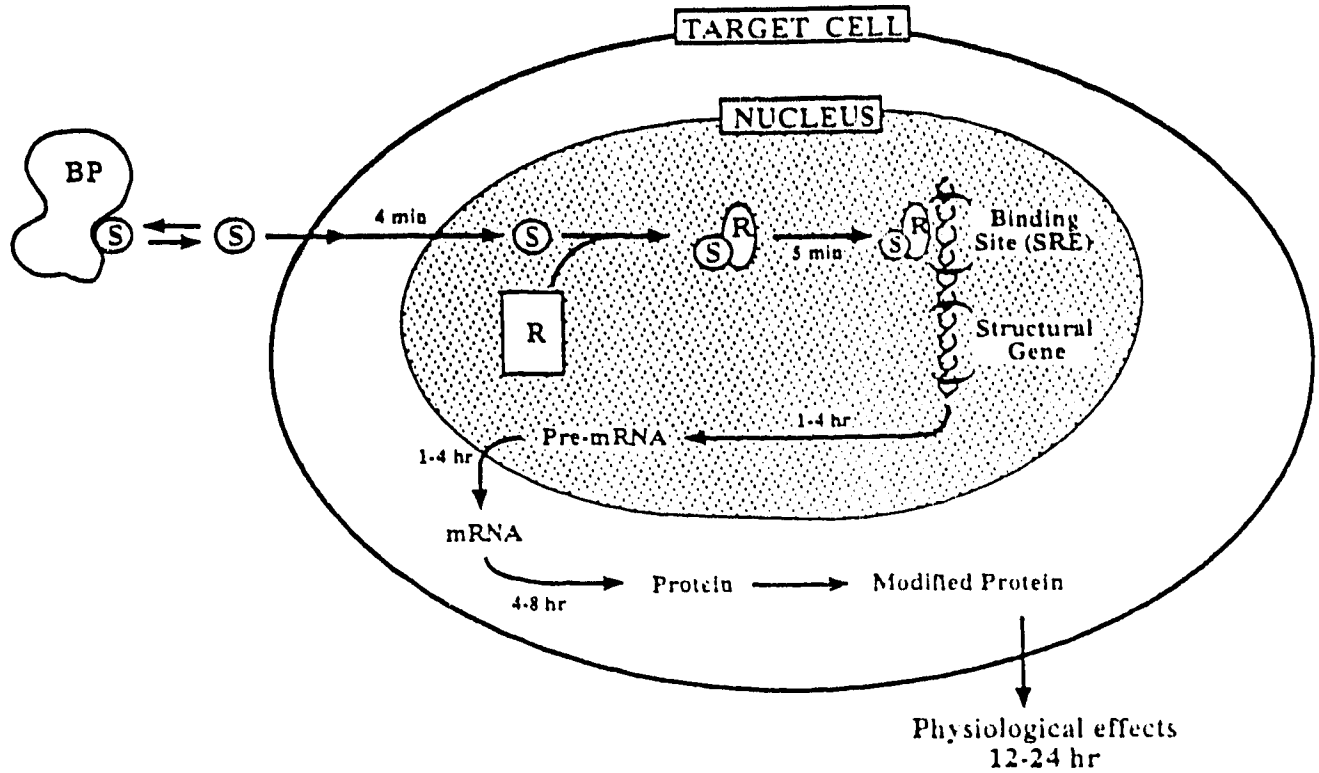 TARGET CELL
NUCLEUS
BP
S
S
4 min
S
R
S
R
5 min
S
R
Binding
Site (SRE)
Structural
Gene
1-4 hr
Pre-mRNA
1-4 hr
mRNA
4-8 hr
Protein
Modified Protein
Physiological effects
12-24 hr